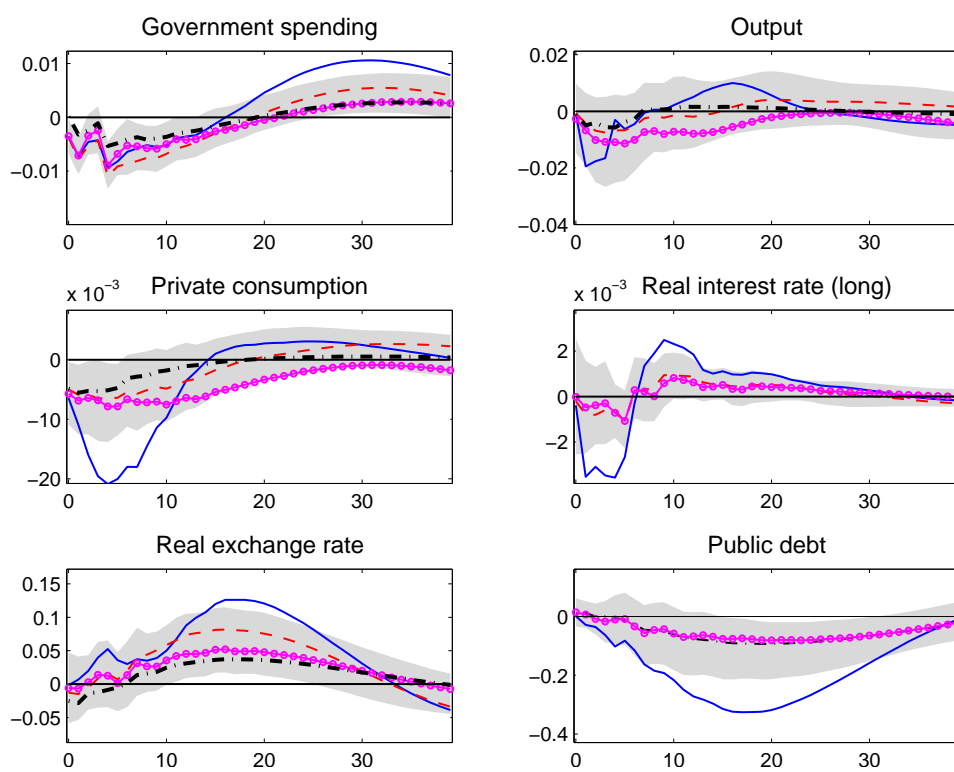 Government spending
0.01
0
−0.01
0 10 20 30
Output
0.02
0
−0.02
−0.04
0 10 20 30
Private consumption
x 10⁻³
0
−10
−20
0 10 20 30
Real interest rate (long)
x 10⁻³
2
0
−2
0 10 20 30
Real exchange rate
0.15
0.1
0.05
0
−0.05
0 10 20 30
Public debt
0
−0.2
−0.4
0 10 20 30